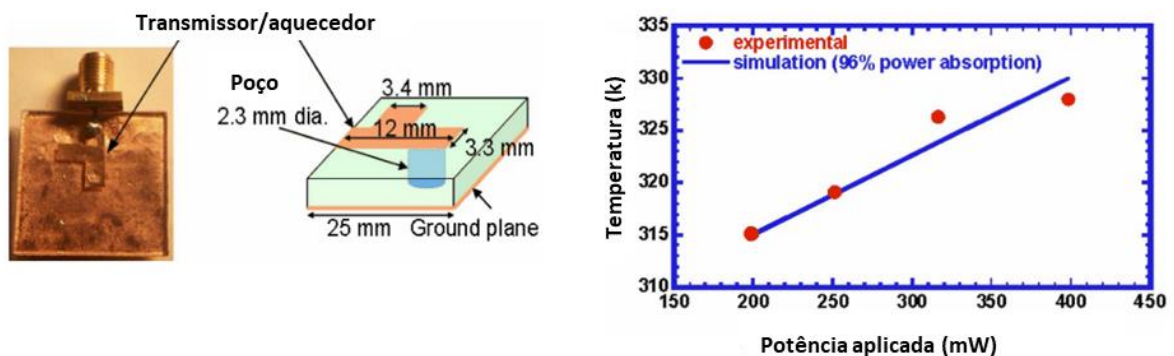 Transmissor/aquecedor
Poço
2.3 mm dia.
3.4 mm
12 mm
3.3 mm
25 mm
Ground plane
335
330
325
320
315
310
Temperatura (k)
experimental
simulation (96% power absorption)
150
200
250
300
350
400
450
Potência aplicada (mW)